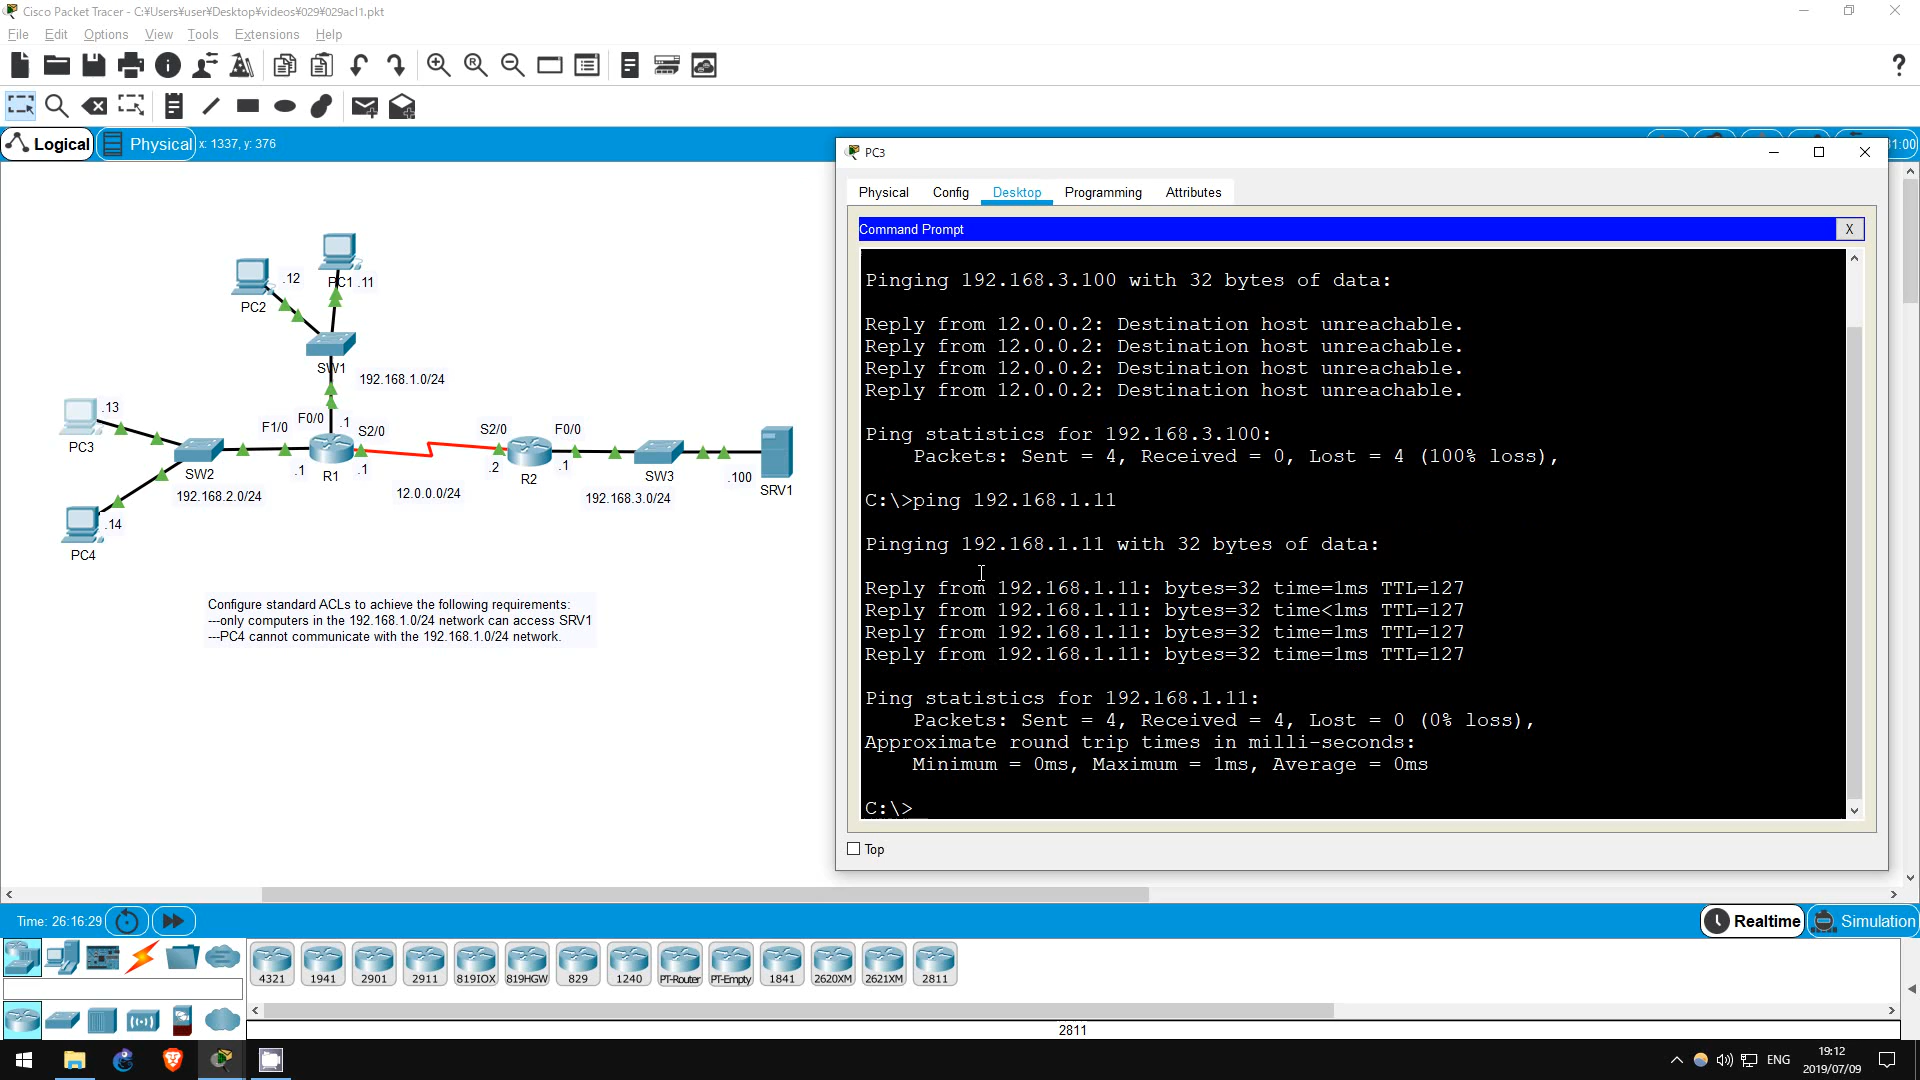 Cisco Packet Tracer - C:¥Users¥user¥Desktop¥videos¥029¥029acl1.pkt
File Edit Options View Tools Extensions Help
Logical Physical x: 1337, y: 376
1:00
PC3
Physical Config Desktop Programming Attributes
Command Prompt X
Pinging 192.168.3.100 with 32 bytes of data:
Reply from 12.0.0.2: Destination host unreachable.
Reply from 12.0.0.2: Destination host unreachable.
Reply from 12.0.0.2: Destination host unreachable.
Reply from 12.0.0.2: Destination host unreachable.
Ping statistics for 192.168.3.100:
Packets: Sent = 4, Received = 0, Lost = 4 (100% loss),
C:\>ping 192.168.1.11
Pinging 192.168.1.11 with 32 bytes of data:
Reply from 192.168.1.11: bytes=32 time=1ms TTL=127
Reply from 192.168.1.11: bytes=32 time<1ms TTL=127
Reply from 192.168.1.11: bytes=32 time=1ms TTL=127
Reply from 192.168.1.11: bytes=32 time=1ms TTL=127
Ping statistics for 192.168.1.11:
Packets: Sent = 4, Received = 4, Lost = 0 (0% loss),
Approximate round trip times in milli-seconds:
Minimum = 0ms, Maximum = 1ms, Average = 0ms
C:\>
Top
.12
PC1 .11
PC2
SW1
192.168.1.0/24
.13
F0/0
.1
F1/0
S2/0
S2/0
F0/0
PC3
SW2
.1
R1
.1
.2
R2
.1
SW3
.100
SRV1
192.168.2.0/24
12.0.0.0/24
192.168.3.0/24
.14
PC4
Configure standard ACLs to achieve the following requirements:
---only computers in the 192.168.1.0/24 network can access SRV1
---PC4 cannot communicate with the 192.168.1.0/24 network.
Time: 26:16:29
Realtime Simulation
4321 1941 2901 2911 819IOX 819HGW 829 1240 PT-Router PT-Empty 1841 2620XM 2621XM 2811
2811
ENG
19:12
2019/07/09